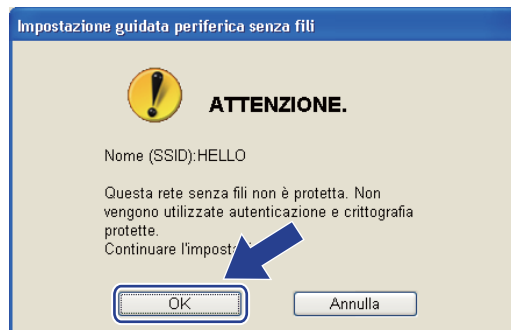 Impostazione guidata periferica senza fili
ATTENZIONE.
Nome (SSID):HELLO
Questa rete senza fili non è protetta. Non
vengono utilizzate autenticazione e crittografia
protette.
Continuare
OK
Annulla